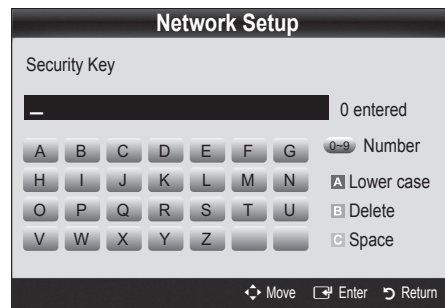 Network Setup
Security Key
_ 0 entered
A B C D E F G 0~9 Number
H I J K L M N A Lower case
O P Q R S T U B Delete
V W X Y Z C Space
Move Enter Return